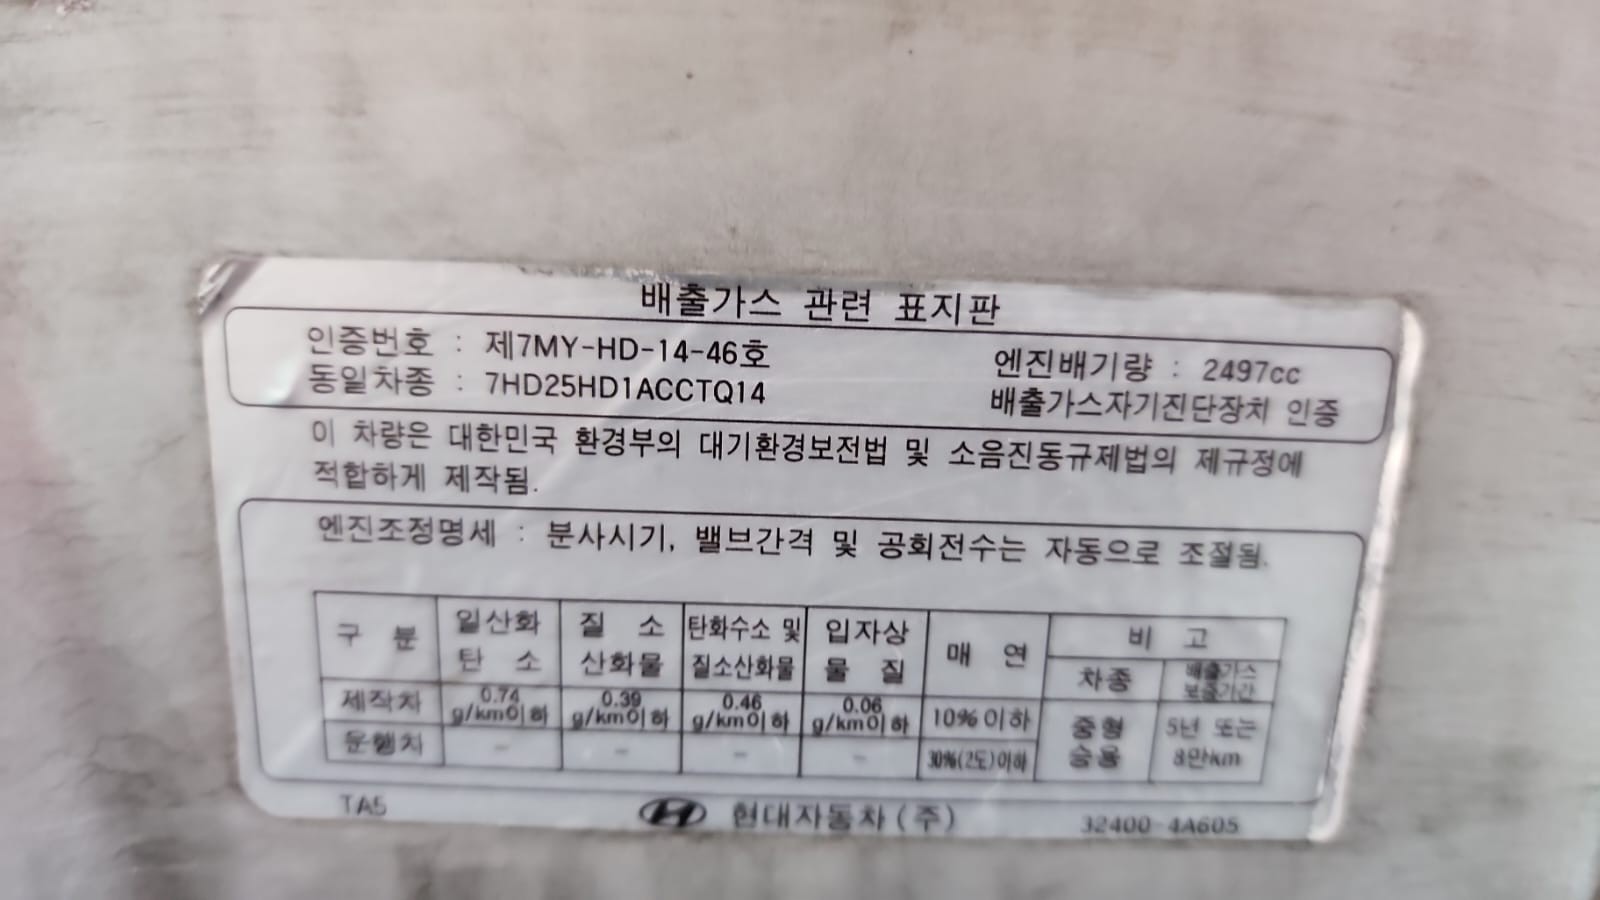 배출가스 관련 표지판
인증번호 : 제7MY-HD-14-46호
엔진배기량 : 2497cc
동일차종 : 7HD25HD1ACCTQ14
배출가스자기진단장치 인증
이 차량은 대한민국 환경부의 대기환경보전법 및 소음진동규제법의 제규정에
적합하게 제작됨.
엔진조정명세 : 분사시기, 밸브간격 및 공회전수는 자동으로 조절됨.
구 분 일산화 탄 소 질 소 산화물 탄화수소 및 질소산화물 입자상 물 질 매 연 비 고
차종 배출가스 보증기간
제작차 0.74 g/km이하 0.39 g/km이하 0.46 g/km이하 0.06 g/km이하 10%이하 중형 승용 5년 또는 8만km
운행차 - - - - 30%(2도)이하
TA5 현대자동차(주) 32400-4A605